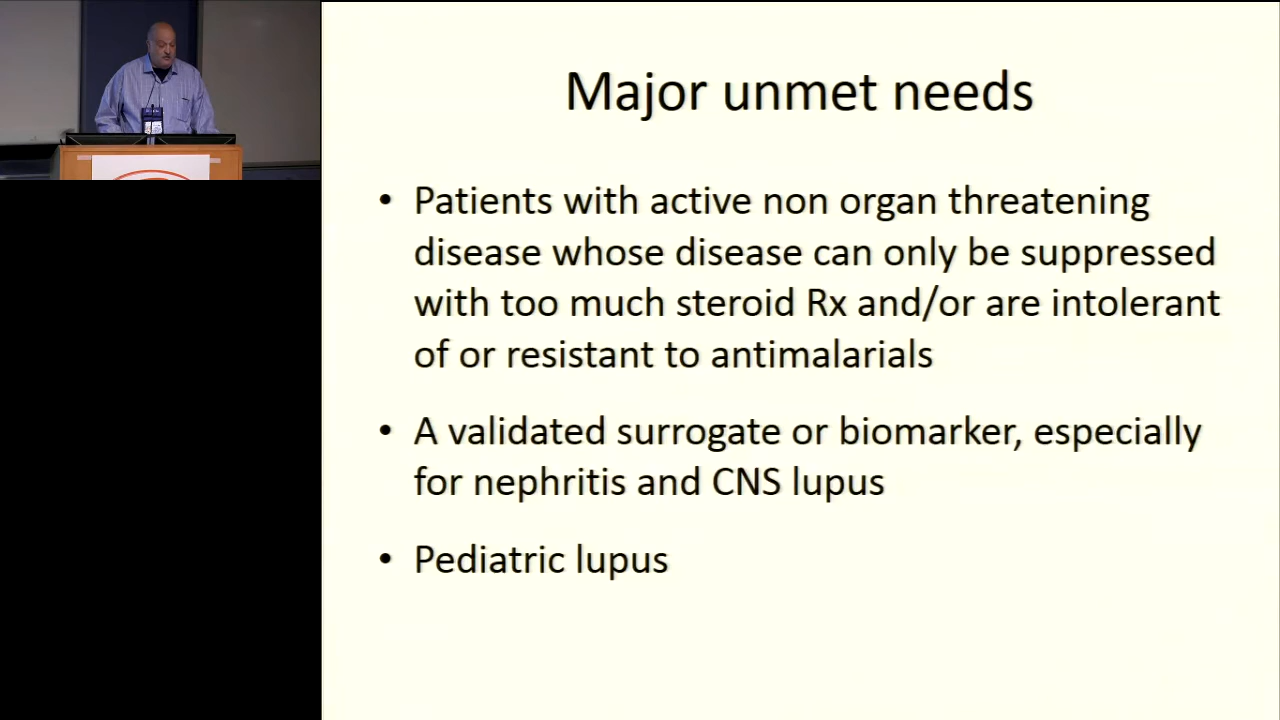 Major unmet needs
• Patients with active non organ threatening
disease whose disease can only be suppressed
with too much steroid Rx and/or are intolerant
of or resistant to antimalarials
• A validated surrogate or biomarker, especially
for nephritis and CNS lupus
• Pediatric lupus